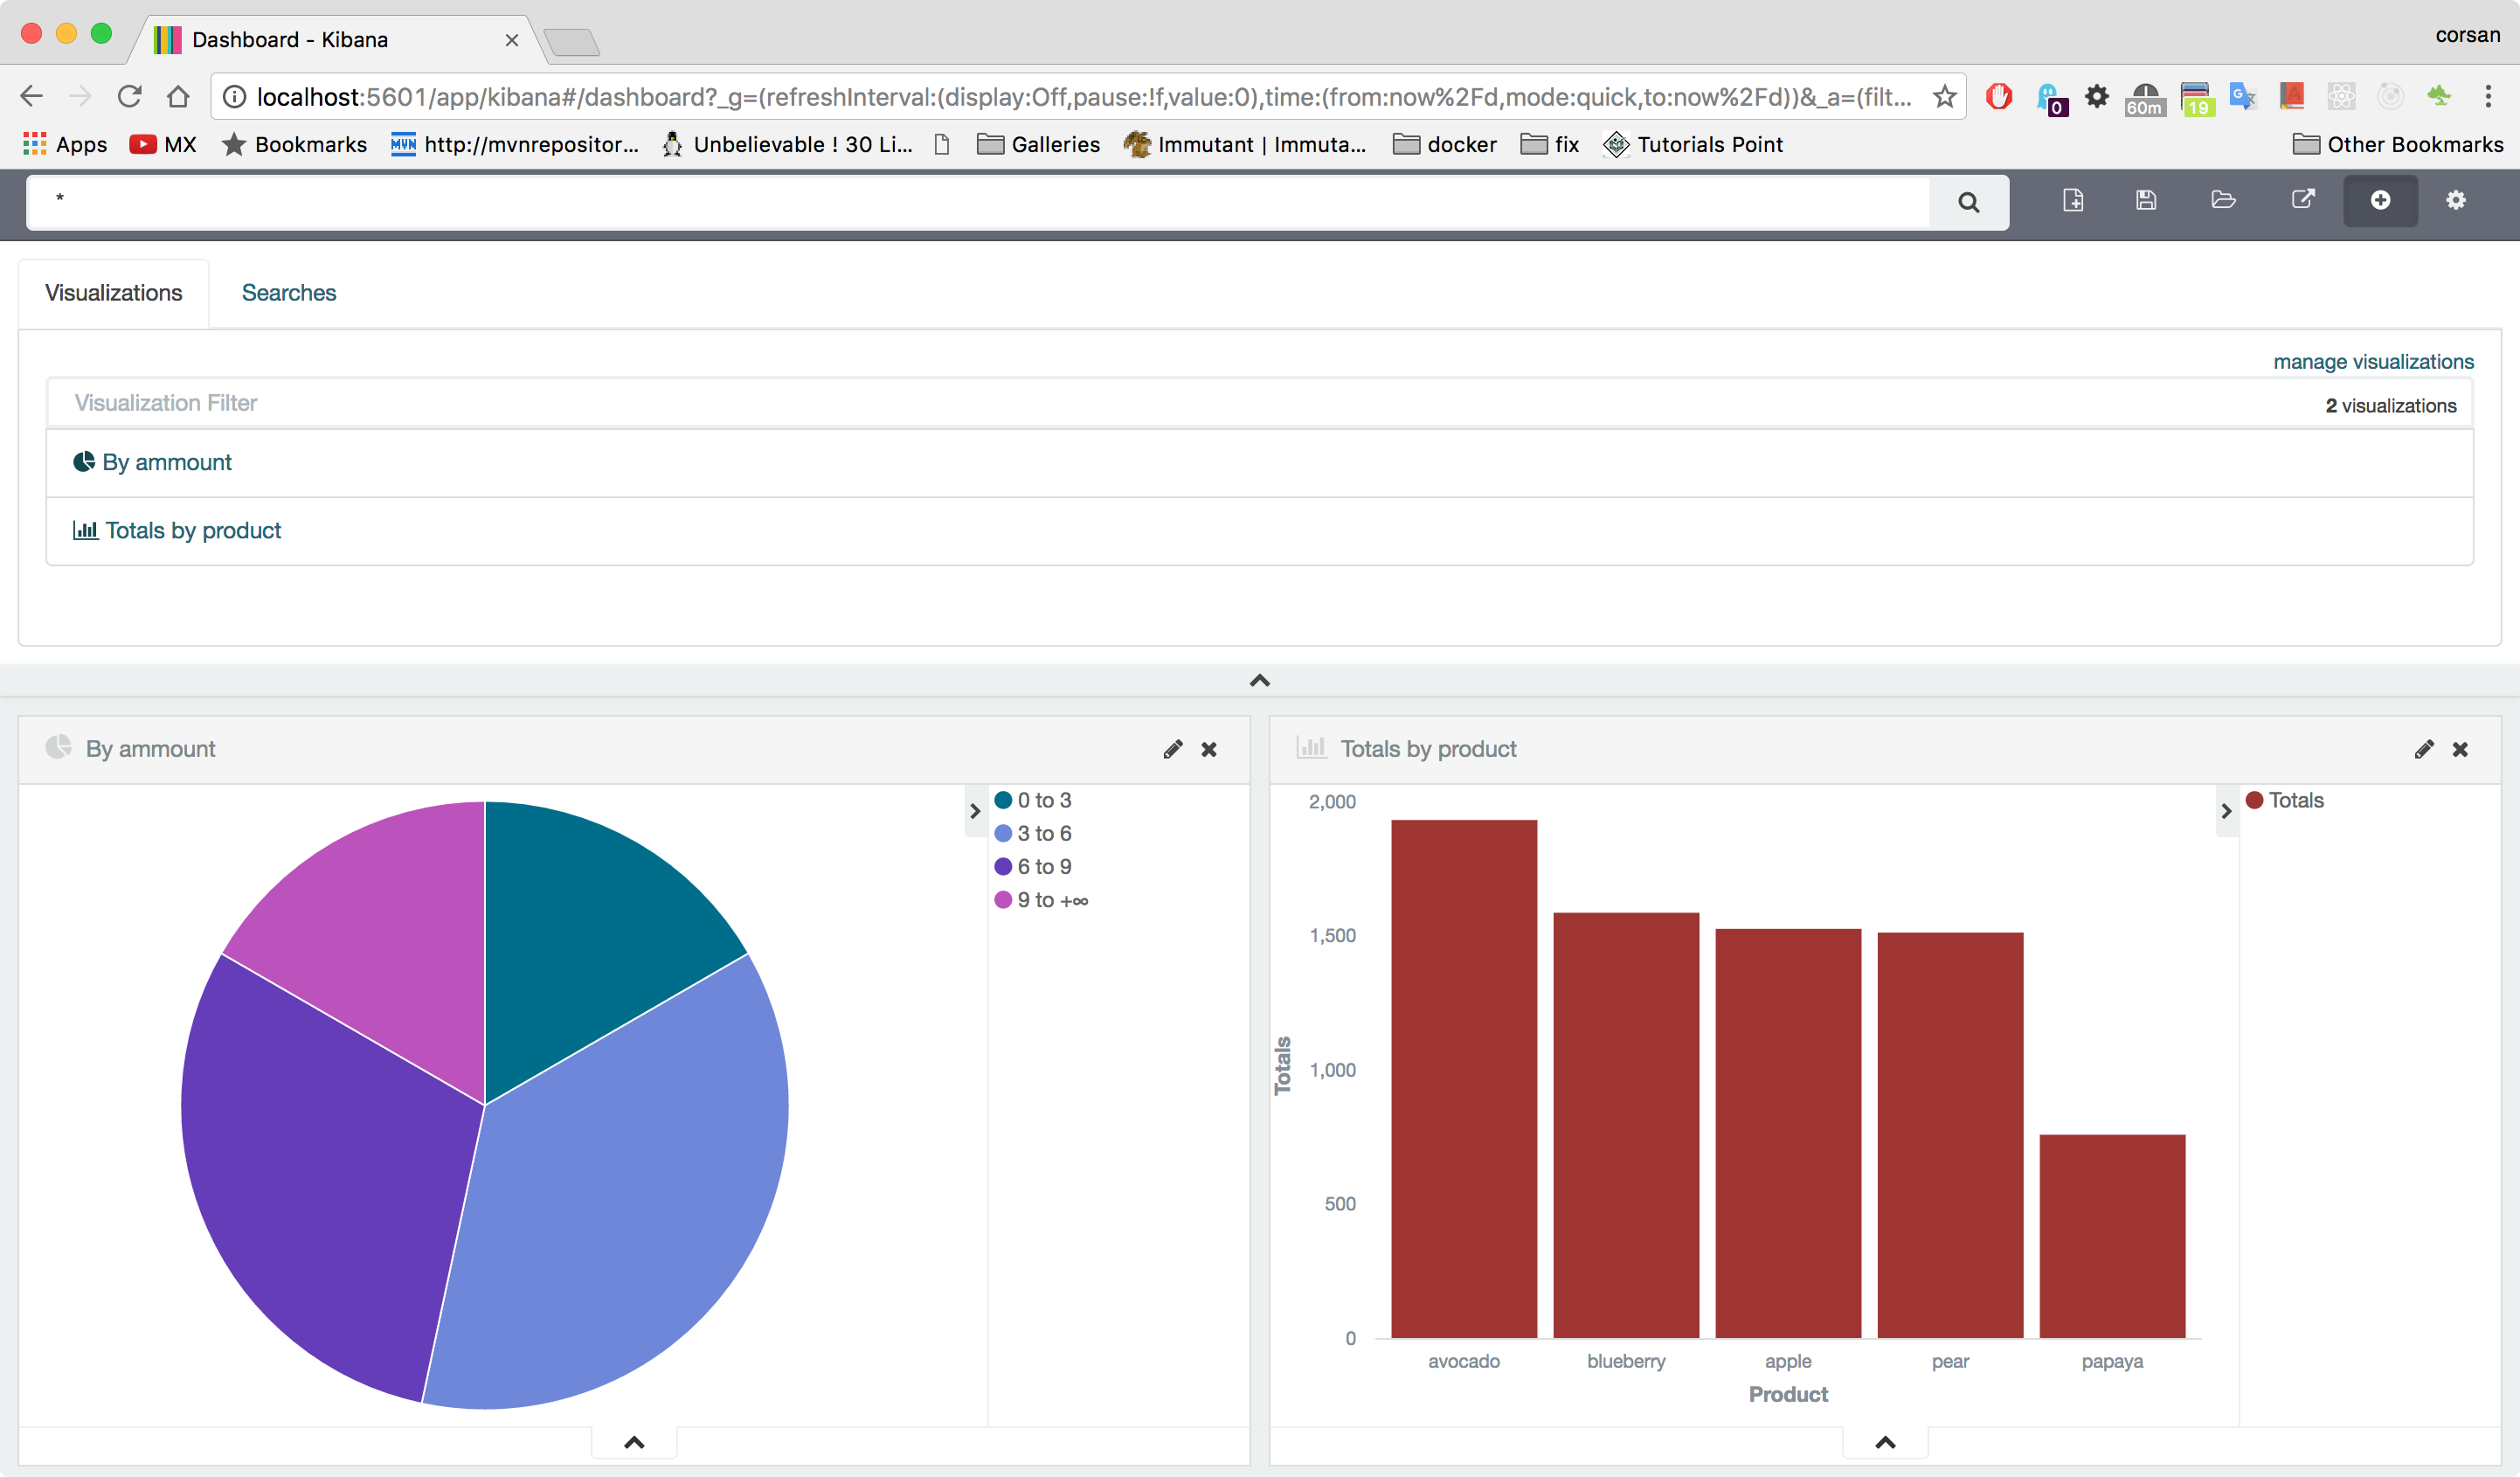 Dashboard - Kibana
corsan
localhost:5601/app/kibana#/dashboard?_g=(refreshInterval:(display:Off,pause:!f,value:0),time:(from:now%2Fd,mode:quick,to:now%2Fd))&_a=(filt...
0
60m
19
Apps MX Bookmarks MVN http://mvnrepositor... Unbelievable ! 30 Li... Galleries Immutant | Immuta... docker fix Tutorials Point Other Bookmarks
*
Visualizations Searches
manage visualizations
Visualization Filter 2 visualizations
By ammount
Totals by product
By ammount
0 to 3
3 to 6
6 to 9
9 to +∞
Totals by product
Totals
2,000
1,500
1,000
500
0
Totals
avocado blueberry apple pear papaya
Product